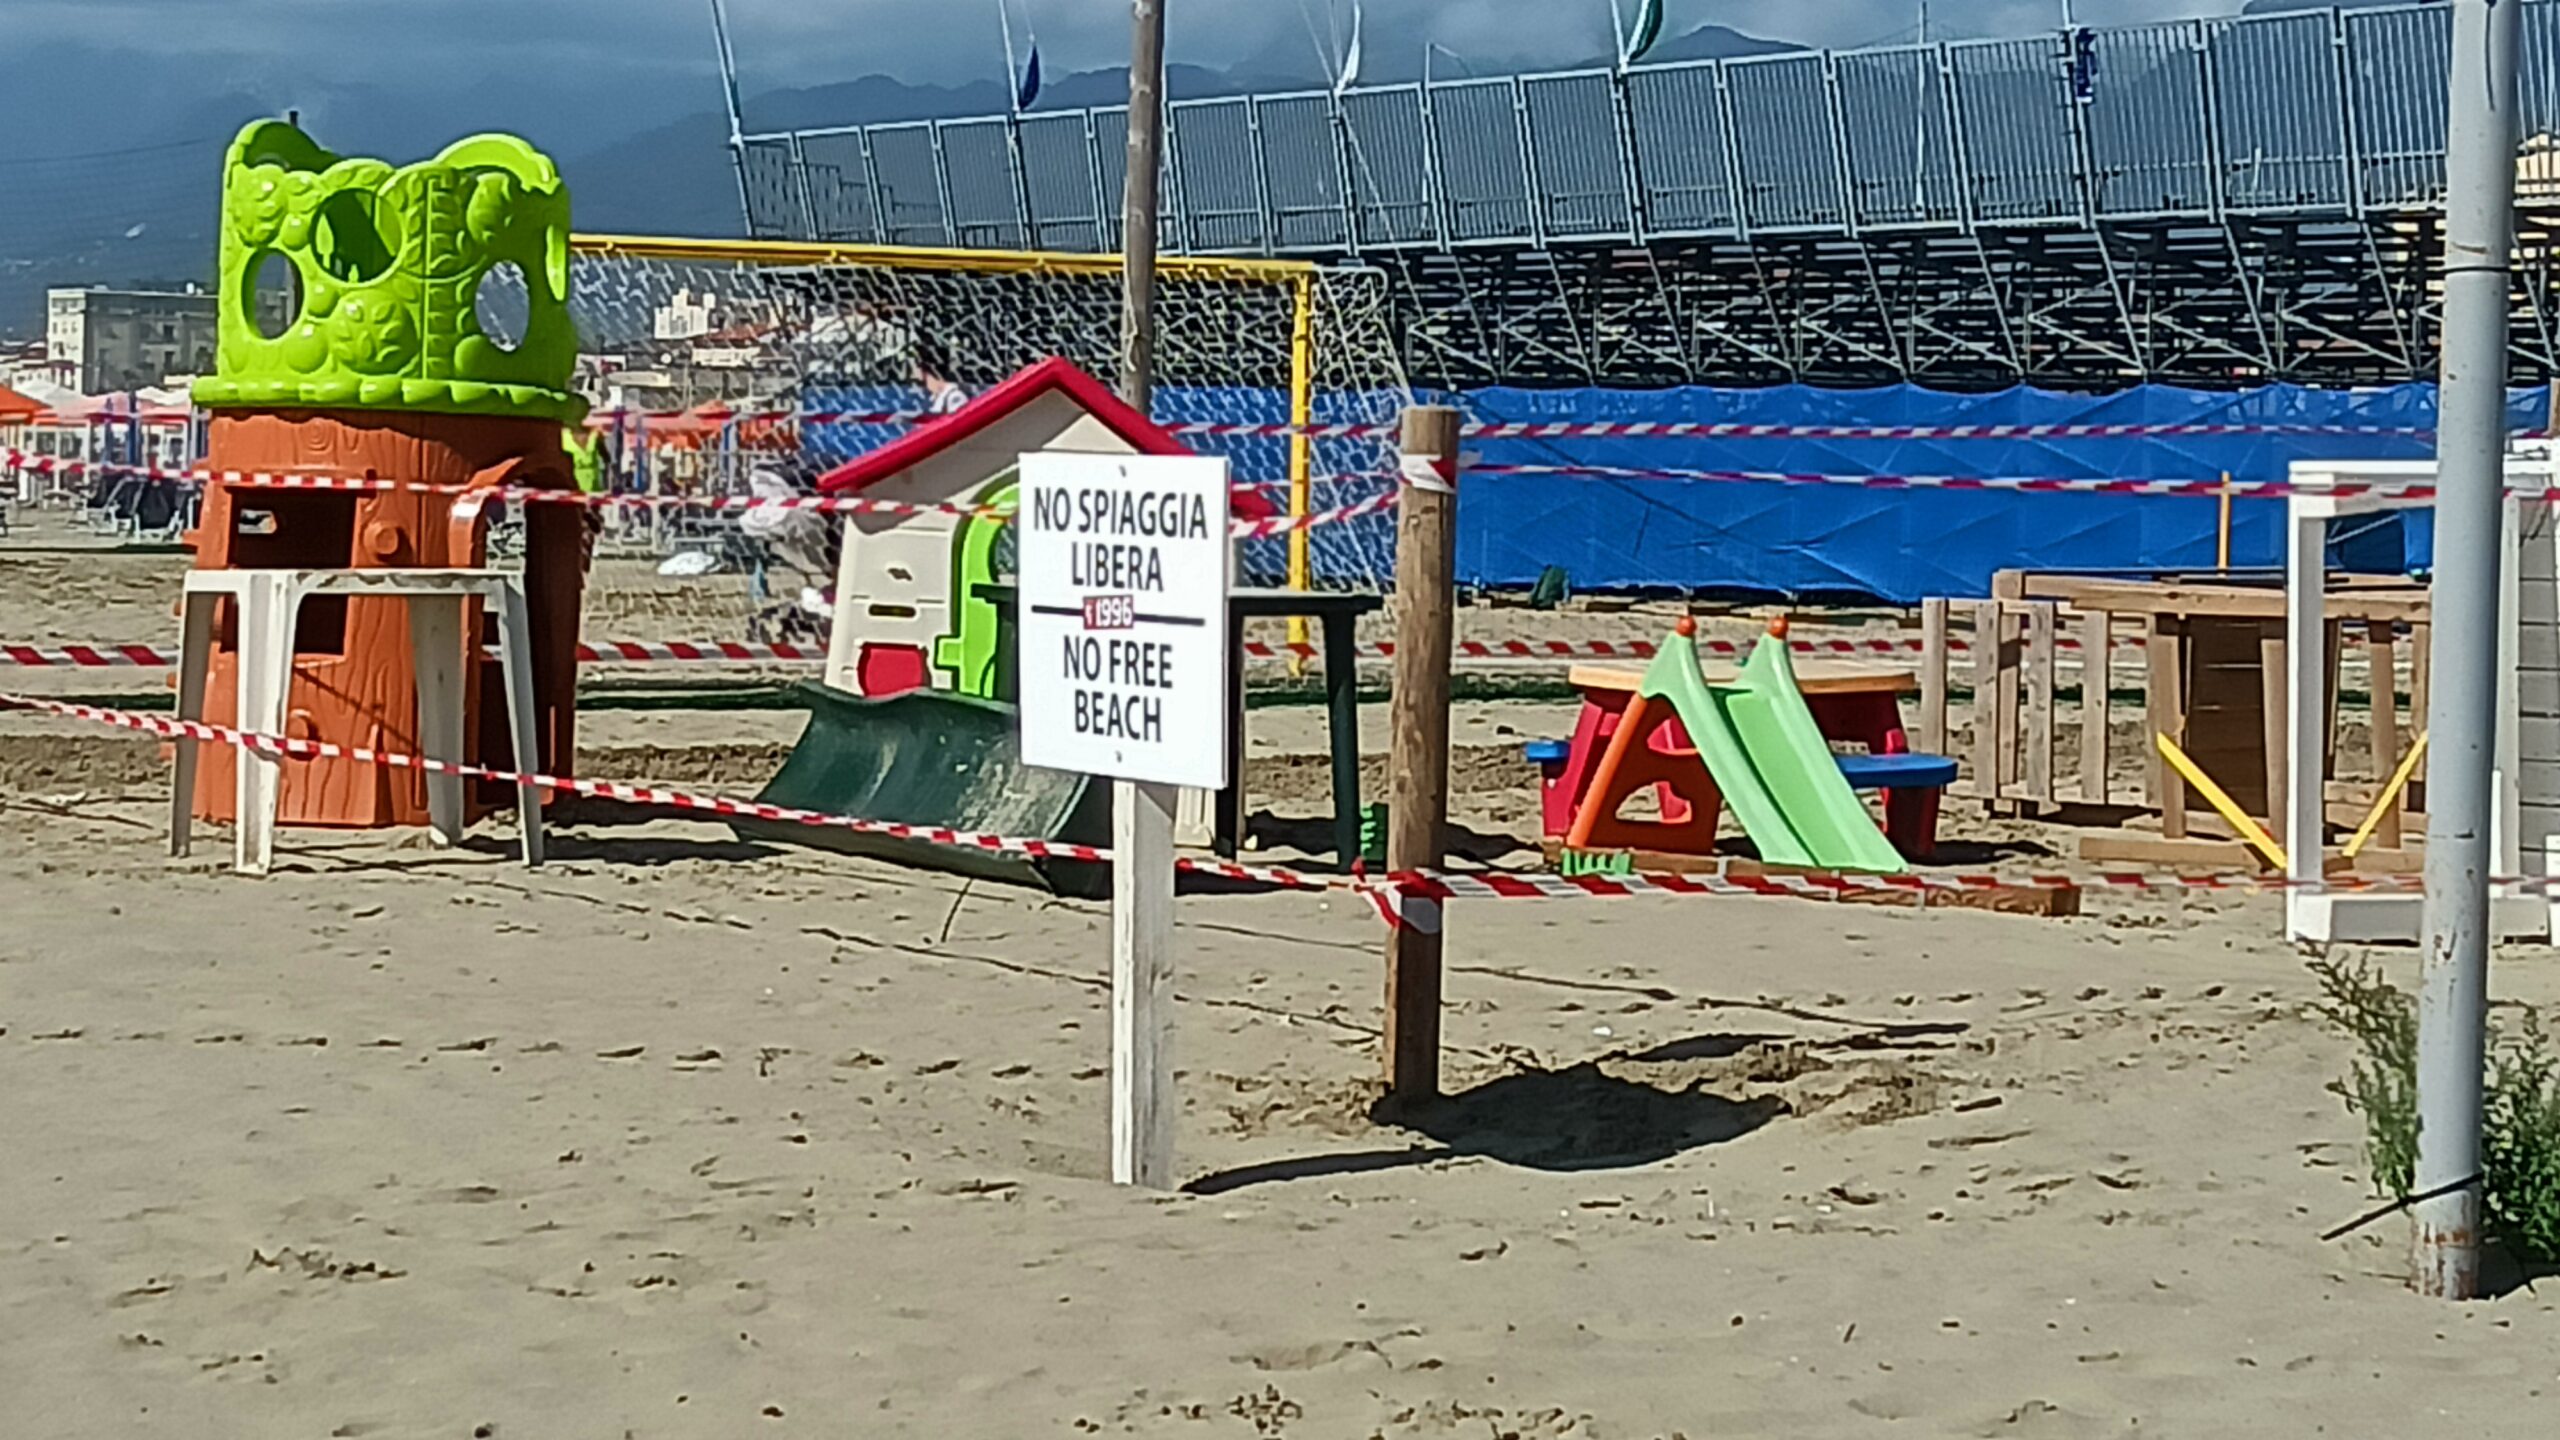 NO SPIAGGIA
LIBERA
1996
NO FREE
BEACH